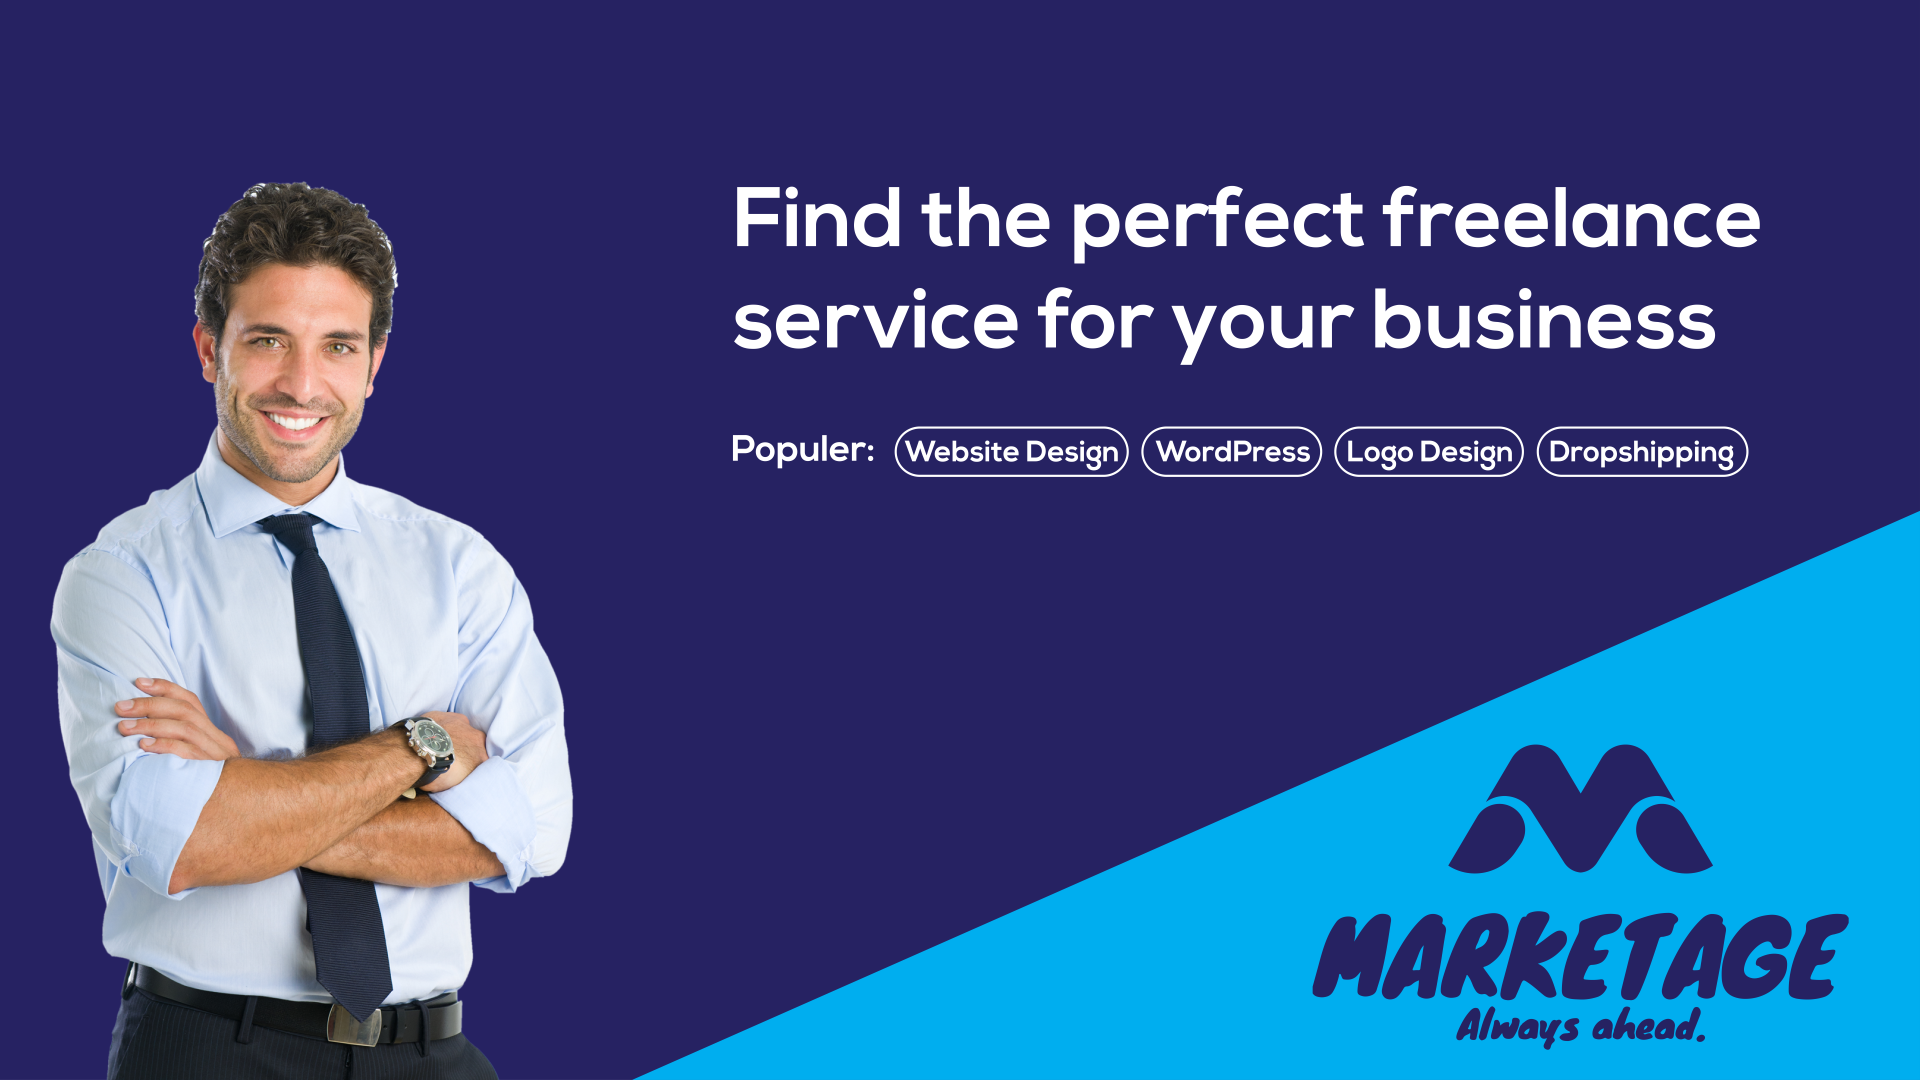 Find the perfect freelance
service for your business
Populer: Website Design WordPress Logo Design Dropshipping
MARKETAGE
Always ahead.